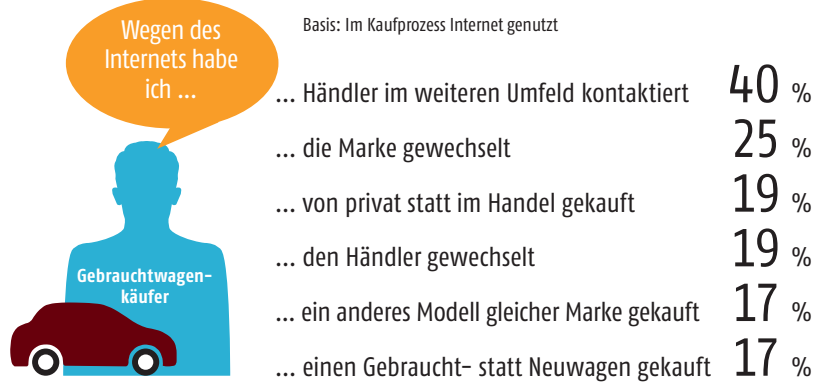 Wegen des
Internets habe
ich ...
Basis: Im Kaufprozess Internet genutzt
... Händler im weiteren Umfeld kontaktiert 40 %
... die Marke gewechselt 25 %
... von privat statt im Handel gekauft 19 %
... den Händler gewechselt 19 %
... ein anderes Modell gleicher Marke gekauft 17 %
... einen Gebraucht- statt Neuwagen gekauft 17 %
Gebrauchtwagen-
käufer